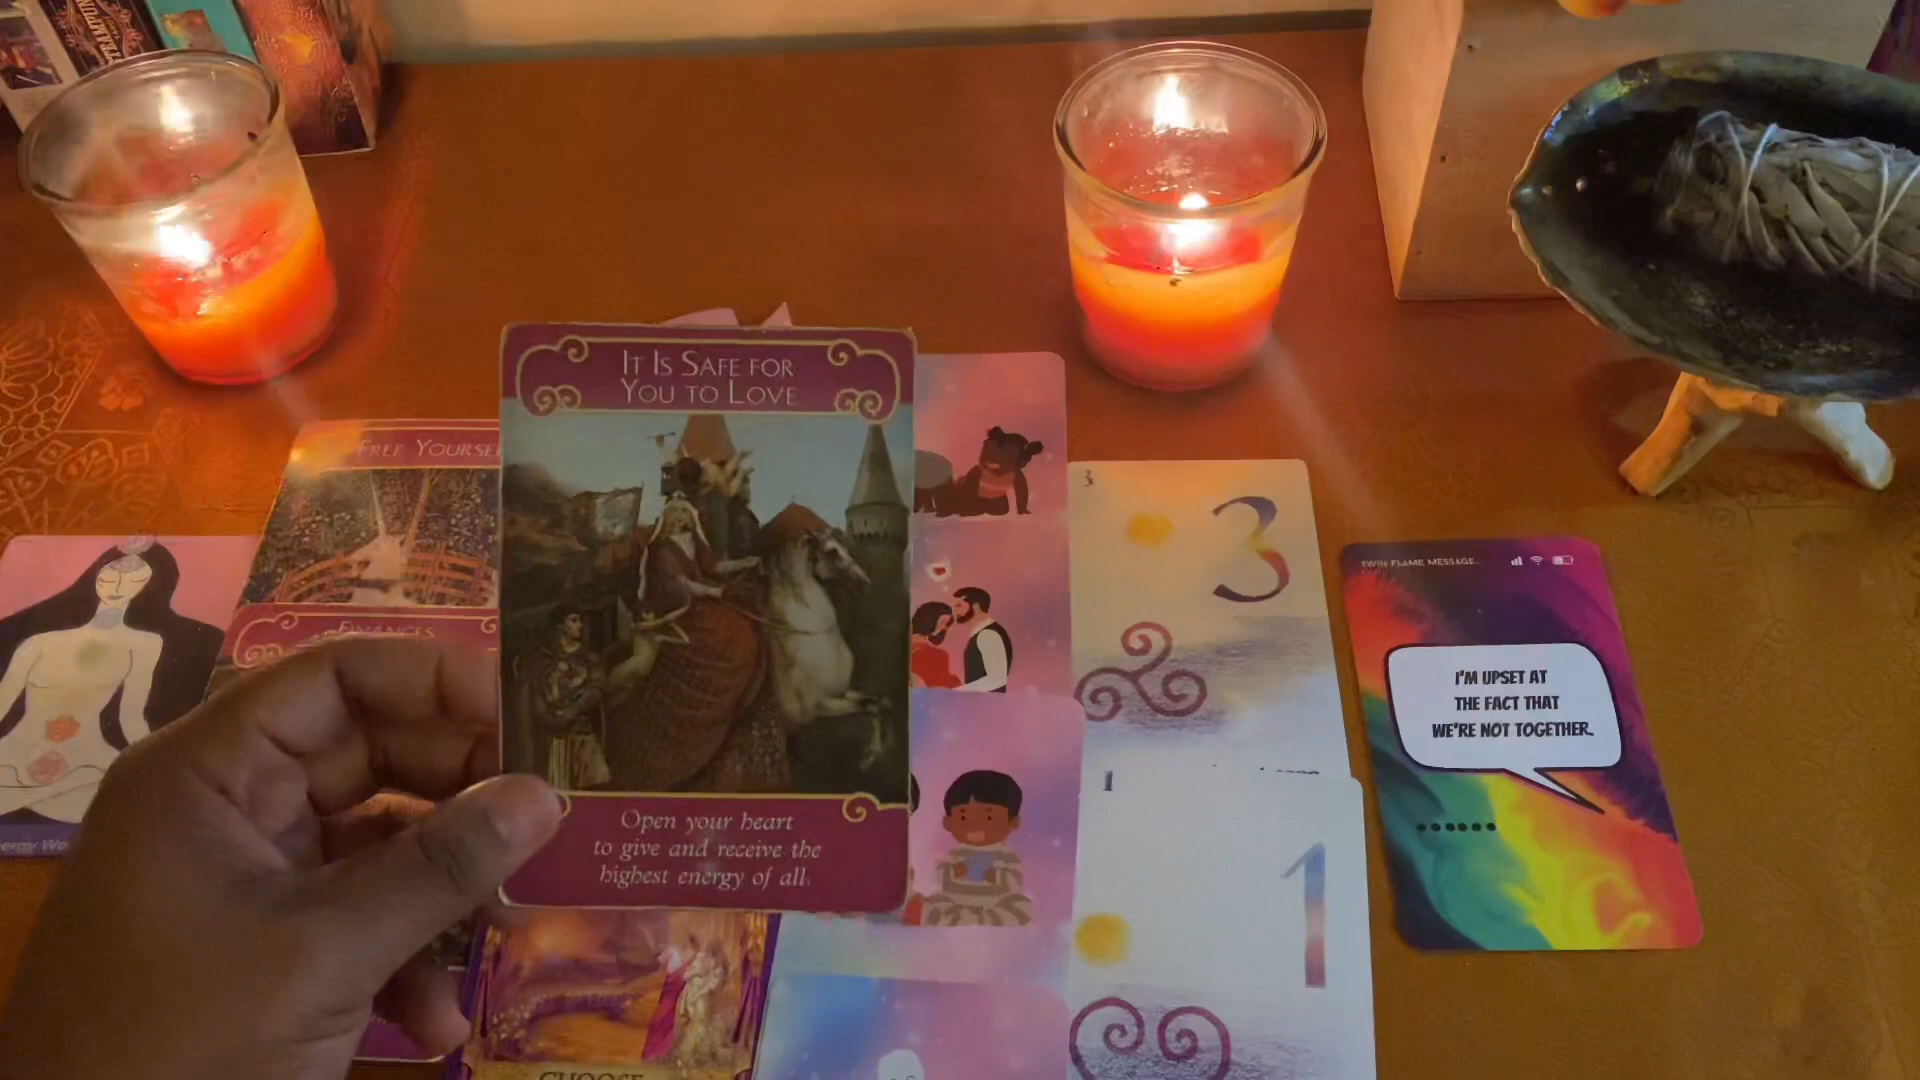 IT IS SAFE FOR
YOU TO LOVE
Open your heart
to give and receive the
highest energy of all.
FREE YOURSE
FINANCES
3
3
1
1
TWIN FLAME MESSAGE...
I'M UPSET AT
THE FACT THAT
WE'RE NOT TOGETHER.
CHOOSE